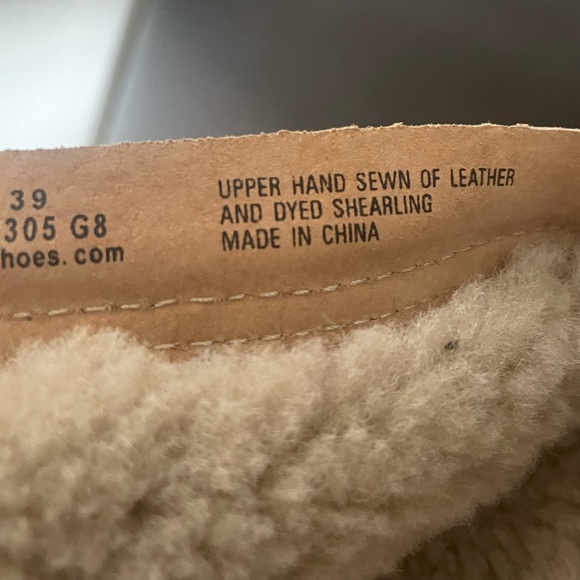 39
305 G8
hoes.com
UPPER HAND SEWN OF LEATHER
AND DYED SHEARLING
MADE IN CHINA